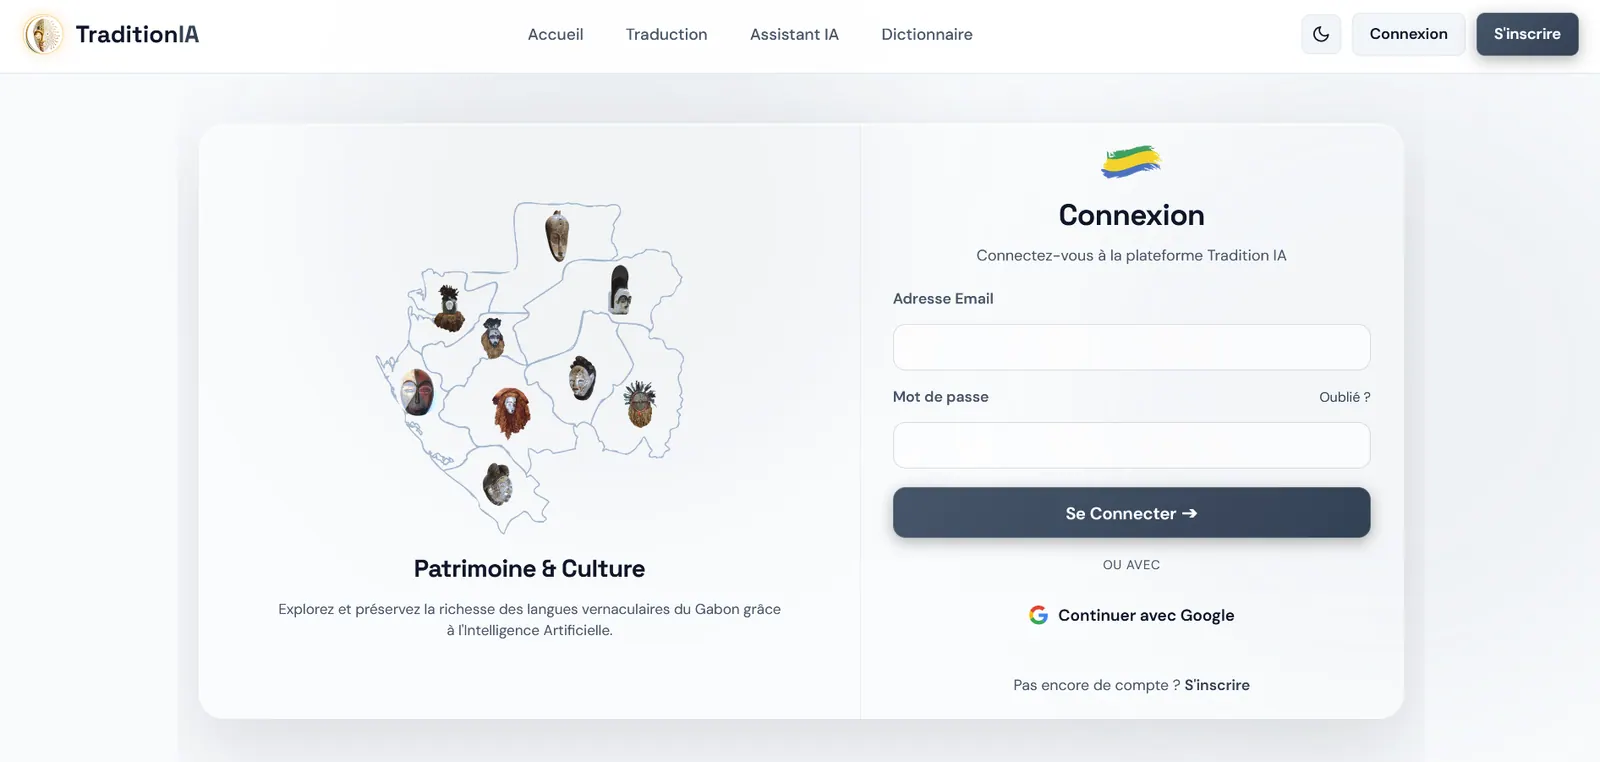 TraditionIA
Accueil
Traduction
Assistant IA
Dictionnaire
Connexion
S'inscrire
Patrimoine & Culture
Explorez et préservez la richesse des langues vernaculaires du Gabon grâce
à l'Intelligence Artificielle.
Connexion
Connectez-vous à la plateforme Tradition IA
Adresse Email
Mot de passe
Oublié ?
Se Connecter ➔
OU AVEC
Continuer avec Google
Pas encore de compte ? S'inscrire